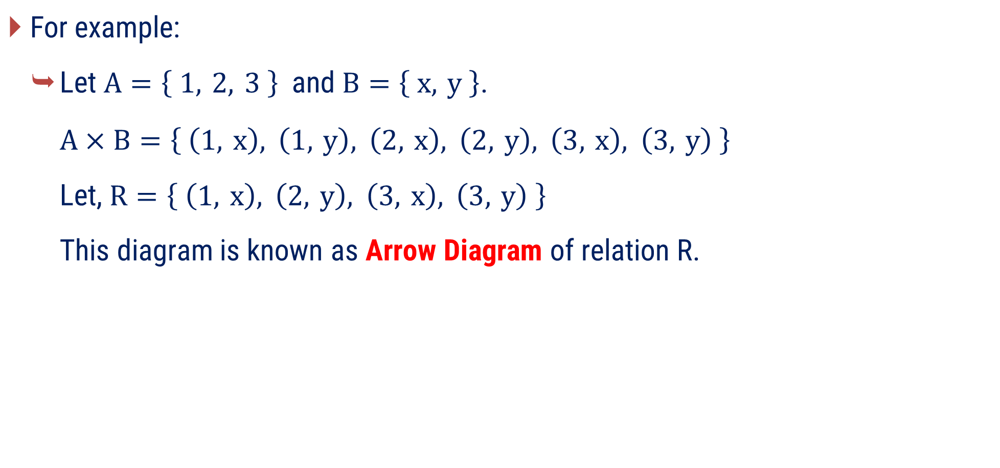 For example:
Let A = { 1, 2, 3 } and B = { x, y }.
A × B = { (1, x), (1, y), (2, x), (2, y), (3, x), (3, y) }
Let, R = { (1, x), (2, y), (3, x), (3, y) }
This diagram is known as Arrow Diagram of relation R.